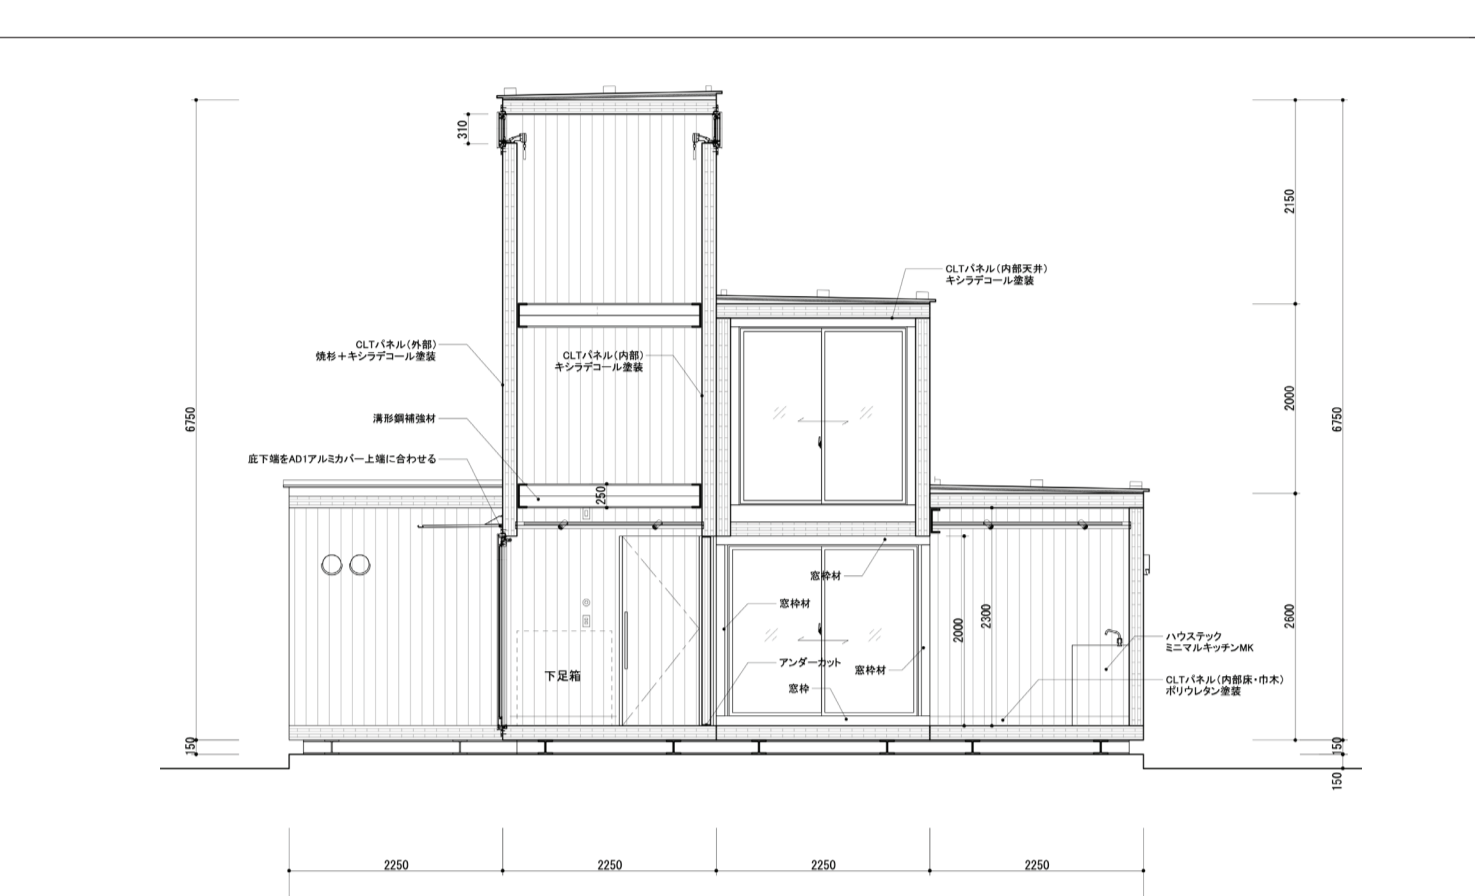 310
2150
CLTパネル（内部天井）
キシラデコール塗装
CLTパネル（外部）
焼杉＋キシラデコール塗装
CLTパネル（内部）
キシラデコール塗装
6750
2000
6750
溝形鋼補強材
庇下端をAD1アルミカバー上端に合わせる
250
窓枠材
窓枠材
2000
2300
2600
ハウステック
ミニマルキッチンMK
アンダーカット
窓枠材
下足箱
窓枠
CLTパネル（内部床・巾木）
ポリウレタン塗装
150
150
150
2250
2250
2250
2250